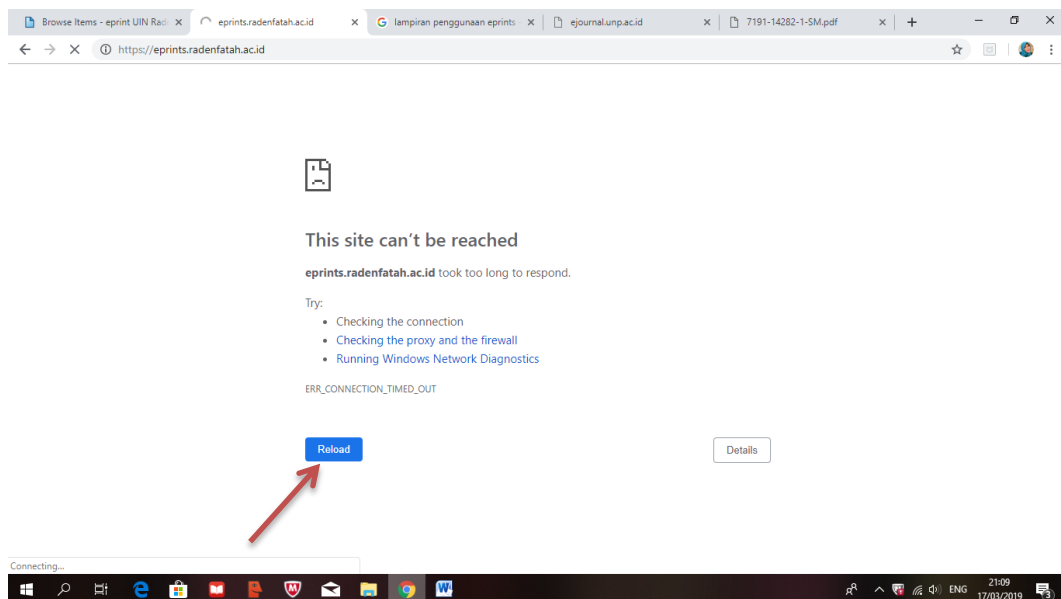 Browse Items - eprint UIN Rad
eprints.radenfatah.ac.id
lampiran penggunaan eprints
ejournal.unp.ac.id
7191-14282-1-SM.pdf
https://eprints.radenfatah.ac.id
This site can’t be reached
eprints.radenfatah.ac.id took too long to respond.
Try:
Checking the connection
Checking the proxy and the firewall
Running Windows Network Diagnostics
ERR_CONNECTION_TIMED_OUT
Reload
Details
Connecting...
ENG
21:09
17/03/2019
3